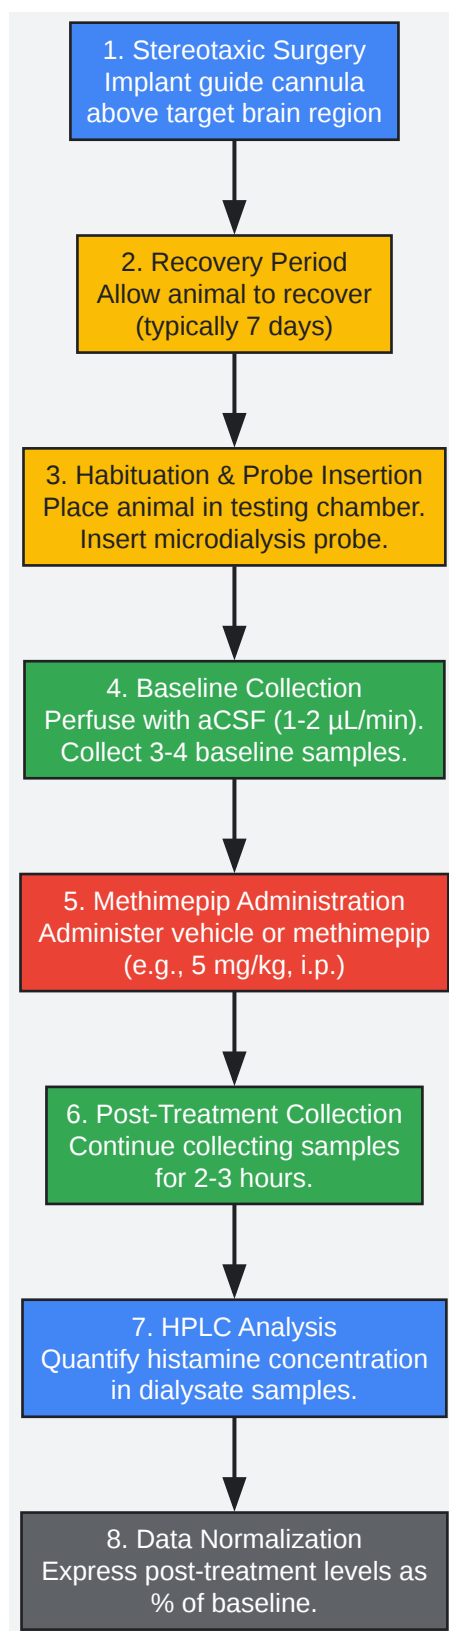 1. Stereotaxic Surgery
Implant guide cannula
above target brain region
2. Recovery Period
Allow animal to recover
(typically 7 days)
3. Habituation & Probe Insertion
Place animal in testing chamber.
Insert microdialysis probe.
4. Baseline Collection
Perfuse with aCSF (1-2 µL/min).
Collect 3-4 baseline samples.
5. Methimepip Administration
Administer vehicle or methimepip
(e.g., 5 mg/kg, i.p.)
6. Post-Treatment Collection
Continue collecting samples
for 2-3 hours.
7. HPLC Analysis
Quantify histamine concentration
in dialysate samples.
8. Data Normalization
Express post-treatment levels as
% of baseline.